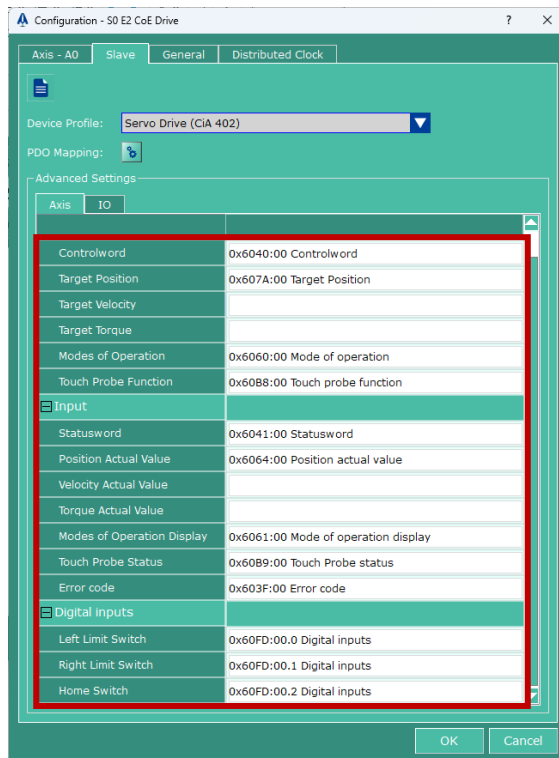 Configuration - S0 E2 CoE Drive ? ×
Axis - A0 Slave General Distributed Clock
Device Profile: Servo Drive (CiA 402)
PDO Mapping:
Advanced Settings
Axis IO
Controlword 0x6040:00 Controlword
Target Position 0x607A:00 Target Position
Target Velocity
Target Torque
Modes of Operation 0x6060:00 Mode of operation
Touch Probe Function 0x60B8:00 Touch probe function
Input
Statusword 0x6041:00 Statusword
Position Actual Value 0x6064:00 Position actual value
Velocity Actual Value
Torque Actual Value
Modes of Operation Display 0x6061:00 Mode of operation display
Touch Probe Status 0x60B9:00 Touch Probe status
Error code 0x603F:00 Error code
Digital inputs
Left Limit Switch 0x60FD:00.0 Digital inputs
Right Limit Switch 0x60FD:00.1 Digital inputs
Home Switch 0x60FD:00.2 Digital inputs
OK Cancel